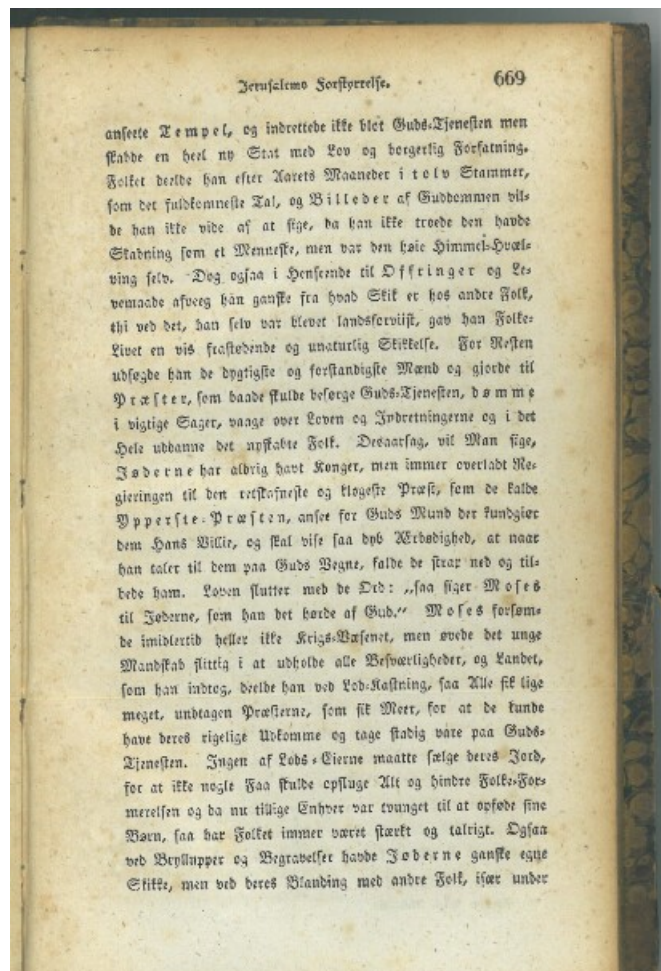 Jerusalems Forstyrrelse.
669
anseete Tempel, og indrettede ikke blot Guds-Tjenesten men
skabde en heel ny Stat med Lov og borgerlig Forfatning.
Folket deelde han efter Aarets Maaneder i tolv Stammer,
som det fuldkomneste Tal, og Billeder af Guddommen vil-
de han ikke vide af at sige, da han ikke troede den havde
Skabning som et Menneske, men var den høie Himmel-Hvæl-
ving selv. Dog ogsaa i Henseende til Offringer og Le-
vemaade afveeg han ganske fra hvad Skik er hos andre Folk,
thi ved det, han selv var blevet landsforviist, gav han Folke-
Livet en vis frastødende og unaturlig Skikkelse. For Resten
udsøgde han de dygtigste og forstandigste Mænd og gjorde til
Præster, som baade skulde besørge Guds-Tjenesten, dømme
i vigtige Sager, vaage over Loven og Indretningerne og i det
Hele uddanne det nyskabte Folk. Desaarsag, vil Man sige,
Jøderne har aldrig havt Konger, men immer overladt Re-
gieringen til den retskafneste og klogeste Præst, som de kalde
Ypperste-Præsten, anset for Guds Mund der kundgiør
dem Hans Villie, og skal vise saa dyb Ærbødighed, at naar
han taler til dem paa Guds Vegne, falde de strax ned og til-
bede ham. Loven slutter med de Ord: „saa siger Moses
til Jøderne, som han det hørde af Gud.“ Moses forsøm-
de imidlertid heller ikke Krigs-Væsenet, men øvede det unge
Mandskab flittig i at udholde alle Besværligheder, og Landet,
som han indtog, deelde han ved Lod-Kastning, saa Alle fik lige
meget, undtagen Præsterne, som fik Meer, for at de kunde
have deres rigelige Udkomme og tage stadig vare paa Guds-
Tjenesten. Ingen af Lods-Eierne maatte sælge deres Jord,
for at ikke nogle Faa skulde opsluge Alt og hindre Folke-For-
merelsen og da nu tillige Enhver var tvunget til at opføde sine
Børn, saa har Folket immer været stærkt og talrigt. Ogsaa
ved Bryllupper og Begravelser havde Jøderne ganske egne
Skikke, men ved deres Blanding med andre Folk, især under